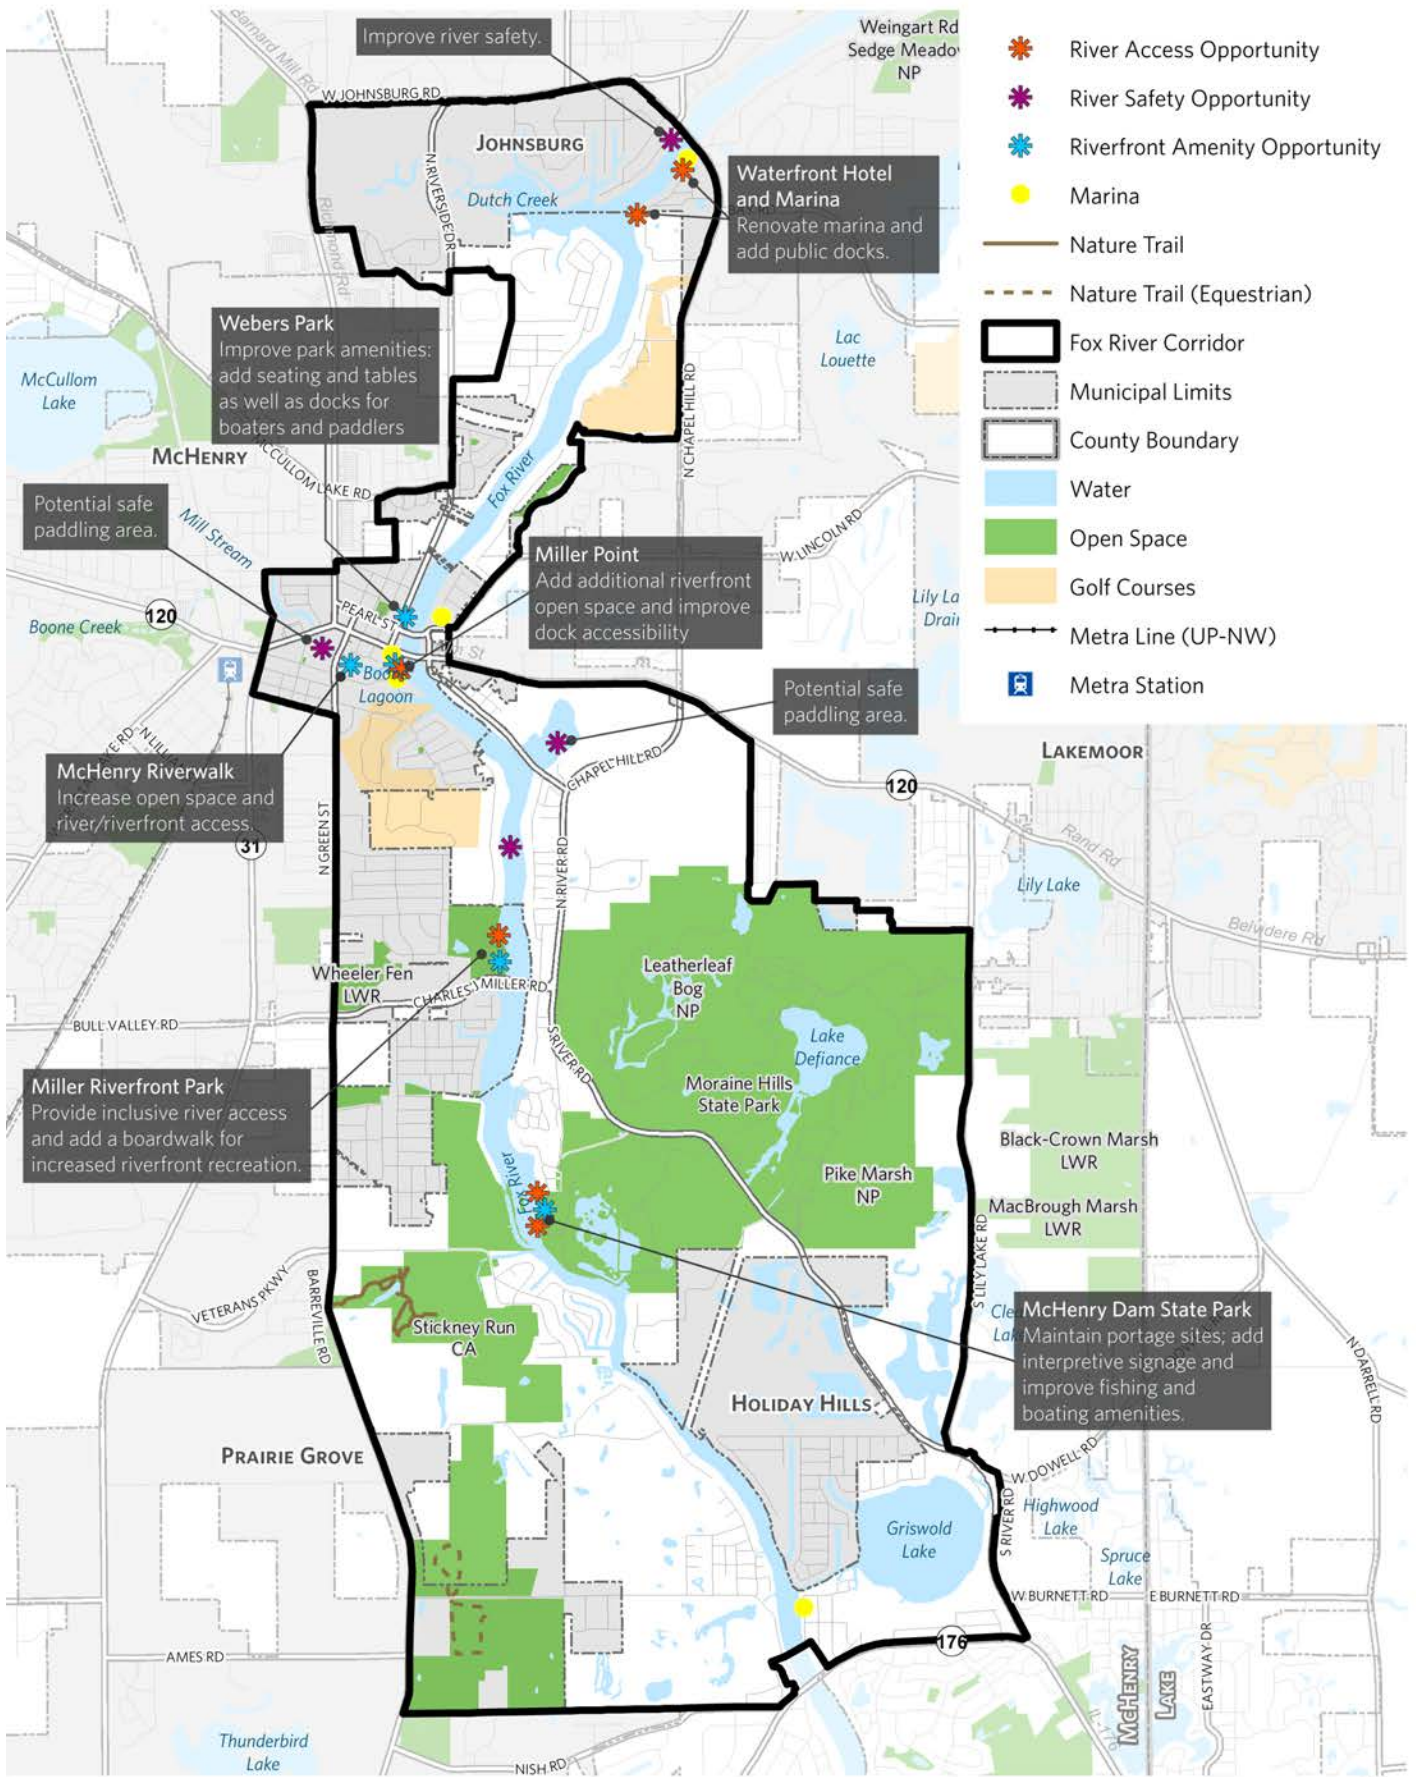 Improve river safety.
Weingart Rd
Sedge Meadow
NP
Barnard Mill Rd
W JOHNSBURG RD
JOHNSBURG
N RIVERSIDE DR
Dutch Creek
Richmond Rd
Waterfront Hotel
and Marina
Renovate marina and
add public docks.
Webers Park
Improve park amenities:
add seating and tables
as well as docks for
boaters and paddlers
McCullom
Lake
Lac
Louette
N CHAPEL HILL RD
MCHENRY
MCCULLOM LAKE RD
Fox River
Potential safe
paddling area.
Mill Stream
W LINCOLN RD
Miller Point
Add additional riverfront
open space and improve
dock accessibility
120
PEARL ST
Boone Creek
Lily La
Drai
Lagoon
Potential safe
paddling area.
CHAPEL HILL RD
McHenry Riverwalk
Increase open space and
river/riverfront access.
31
N GREEN ST
N RIVER RD
LAKEMOOR
120
Rand Rd
Lily Lake
Belvidere Rd
Wheeler Fen
LWR
CHARLES J MILLER RD
BULL VALLEY RD
Leatherleaf
Bog
NP
Lake
Defiance
S RIVER RD
Moraine Hills
State Park
Miller Riverfront Park
Provide inclusive river access
and add a boardwalk for
increased riverfront recreation.
Black-Crown Marsh
LWR
Pike Marsh
NP
MacBrough Marsh
LWR
Fox River
S LILY LAKE RD
VETERANS PKWY
BARREVILLE RD
Stickney Run
CA
McHenry Dam State Park
Maintain portage sites; add
interpretive signage and
improve fishing and
boating amenities.
N DARRELL RD
HOLIDAY HILLS
PRAIRIE GROVE
W DOWELL RD
S RIVER RD
Highwood
Lake
Griswold
Lake
Spruce
Lake
W BURNETT RD
E BURNETT RD
176
AMES RD
MCHENRY
LAKE
EASTWAY DR
Thunderbird
Lake
NISH RD
River Access Opportunity
River Safety Opportunity
Riverfront Amenity Opportunity
Marina
Nature Trail
Nature Trail (Equestrian)
Fox River Corridor
Municipal Limits
County Boundary
Water
Open Space
Golf Courses
Metra Line (UP-NW)
Metra Station